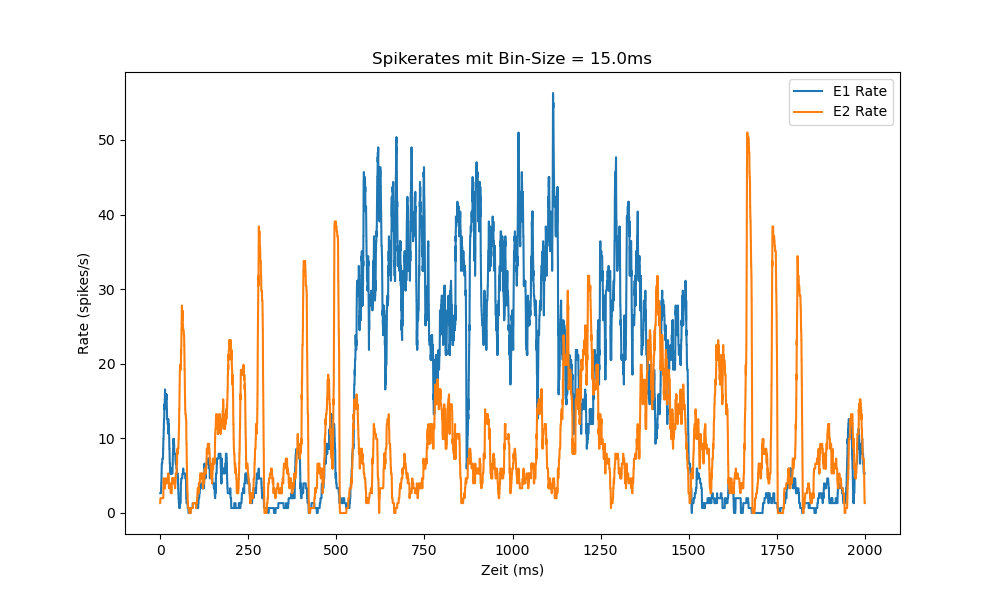 Spikerates mit Bin-Size = 15.0ms
E1 Rate
E2 Rate
50
40
30
20
10
0
Rate (spikes/s)
0 250 500 750 1000 1250 1500 1750 2000
Zeit (ms)